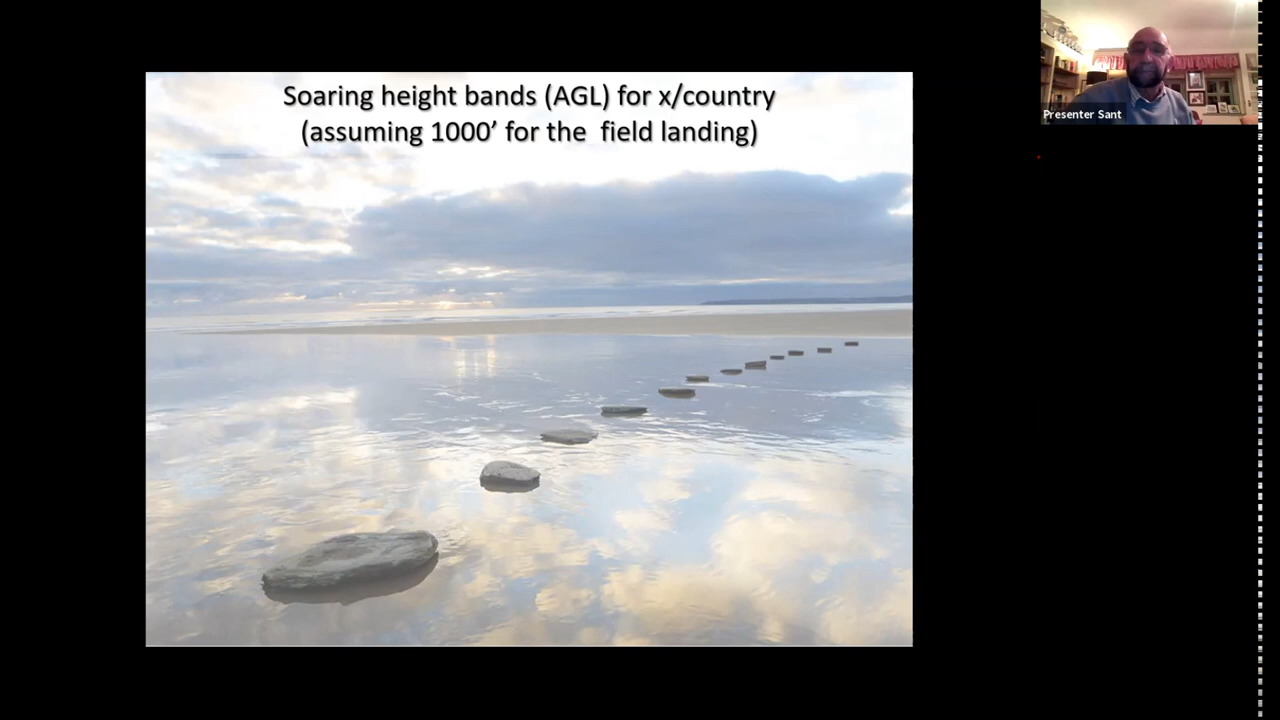 Soaring height bands (AGL) for x/country
(assuming 1000’ for the  field landing)
Presenter Sant